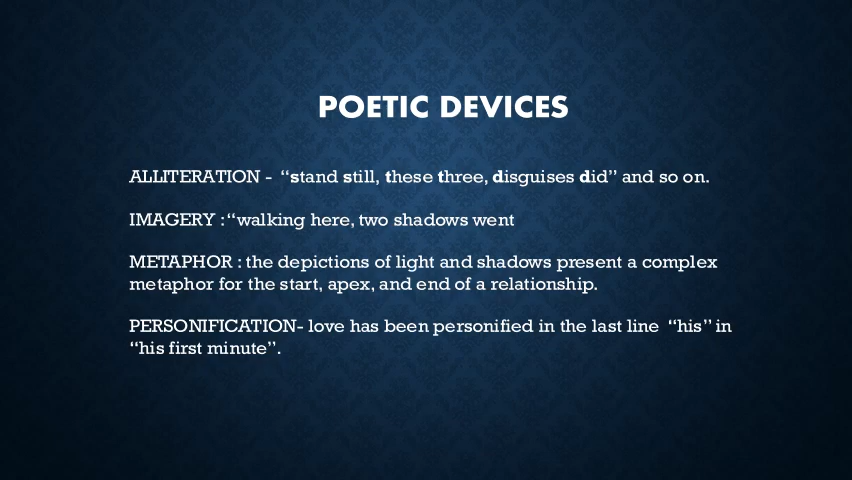 POETIC DEVICES
ALLITERATION - “stand still, these three, disguises did” and so on.
IMAGERY :“walking here, two shadows went
METAPHOR : the depictions of light and shadows present a complex
metaphor for the start, apex, and end of a relationship.
PERSONIFICATION- love has been personified in the last line “his” in
“his first minute”.